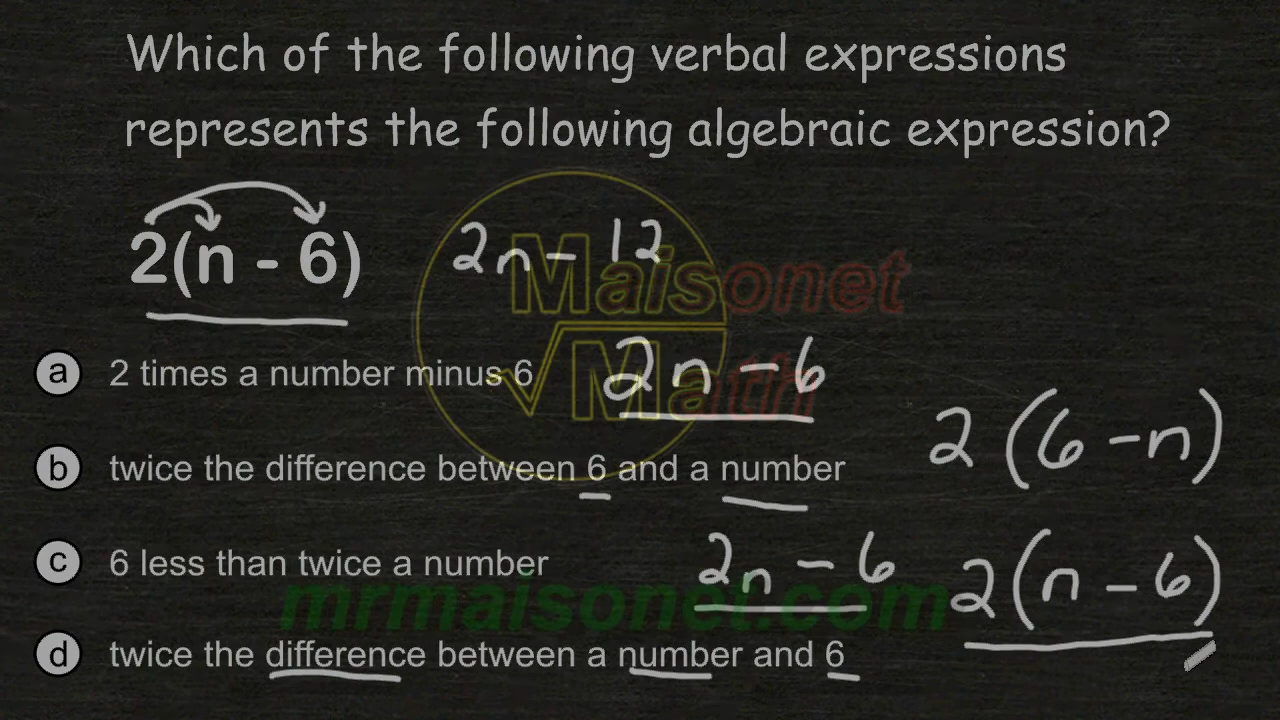 Which of the following verbal expressions
represents the following algebraic expression?
2(n - 6) 2n - 12
Maisonet
Math
a 2 times a number minus 6 2n - 6
b twice the difference between 6 and a number 2(6 - n)
c 6 less than twice a number 2n - 6 2(n - 6)
mrmaisonet.com
d twice the difference between a number and 6